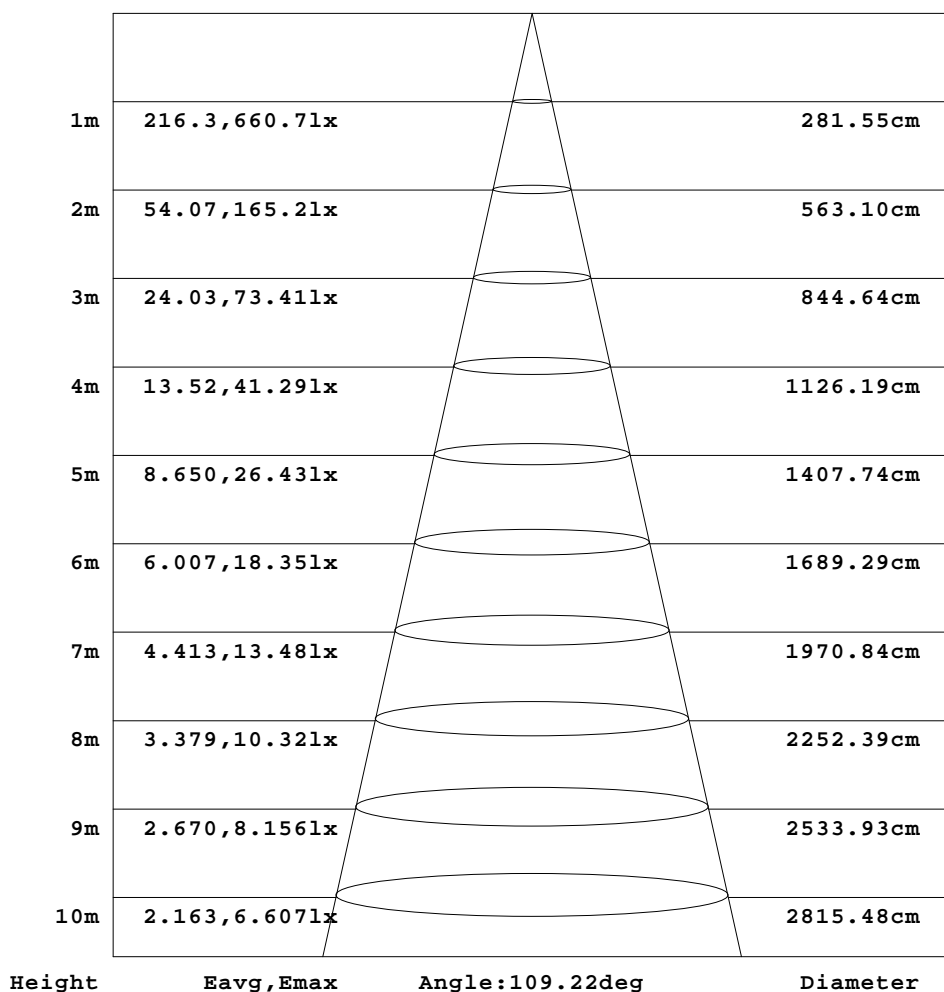 1m 216.3,660.7lx 281.55cm
2m 54.07,165.2lx 563.10cm
3m 24.03,73.41lx 844.64cm
4m 13.52,41.29lx 1126.19cm
5m 8.650,26.43lx 1407.74cm
6m 6.007,18.35lx 1689.29cm
7m 4.413,13.48lx 1970.84cm
8m 3.379,10.32lx 2252.39cm
9m 2.670,8.156lx 2533.93cm
10m 2.163,6.607lx 2815.48cm
Height Eavg,Emax Angle:109.22deg Diameter